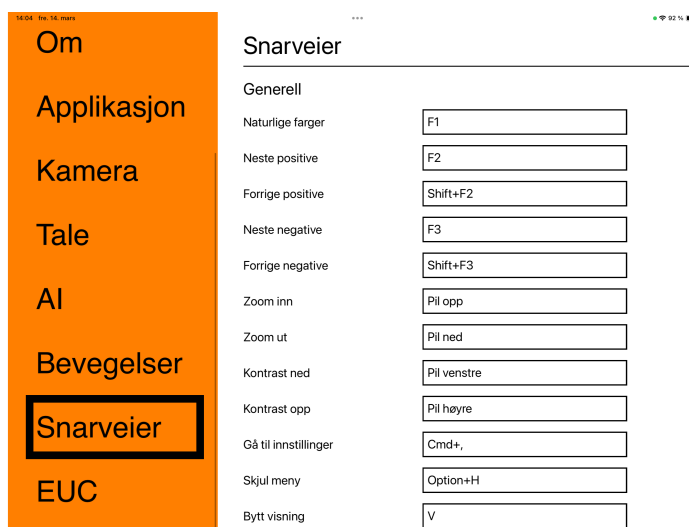 14:04 fre. 14. mars
92 %
Om
Applikasjon
Kamera
Tale
AI
Bevegelser
Snarveier
EUC
Snarveier
Generell
Naturlige farger F1
Neste positive F2
Forrige positive Shift+F2
Neste negative F3
Forrige negative Shift+F3
Zoom inn Pil opp
Zoom ut Pil ned
Kontrast ned Pil venstre
Kontrast opp Pil høyre
Gå til innstillinger Cmd+,
Skjul meny Option+H
Bytt visning V